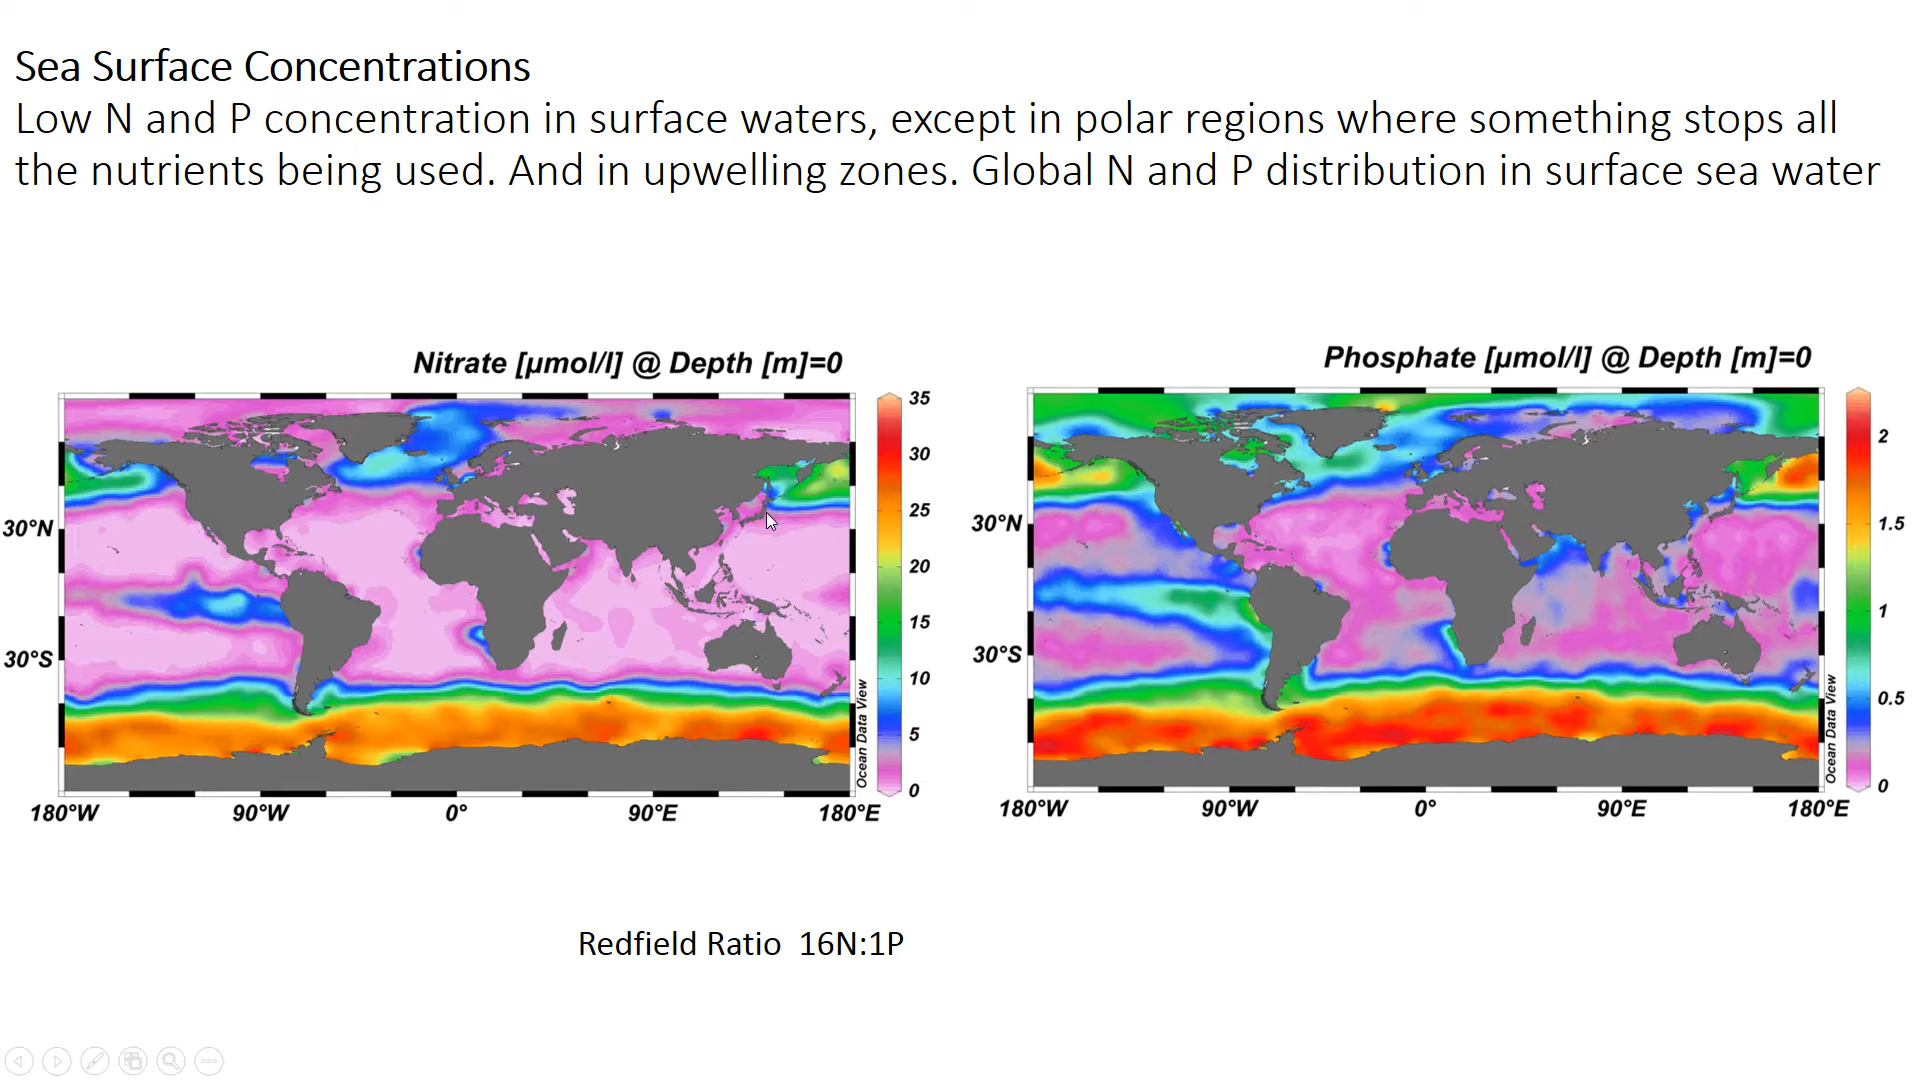 Sea Surface Concentrations
Low N and P concentration in surface waters, except in polar regions where something stops all
the nutrients being used. And in upwelling zones. Global N and P distribution in surface sea water
Nitrate [μmol/l] @ Depth [m]=0
35
30
25
20
15
10
5
0
30°N
30°S
180°W
90°W
0°
90°E
180°E
Ocean Data View
Phosphate [μmol/l] @ Depth [m]=0
2
1.5
1
0.5
0
30°N
30°S
180°W
90°W
0°
90°E
180°E
Ocean Data View
Redfield Ratio 16N:1P